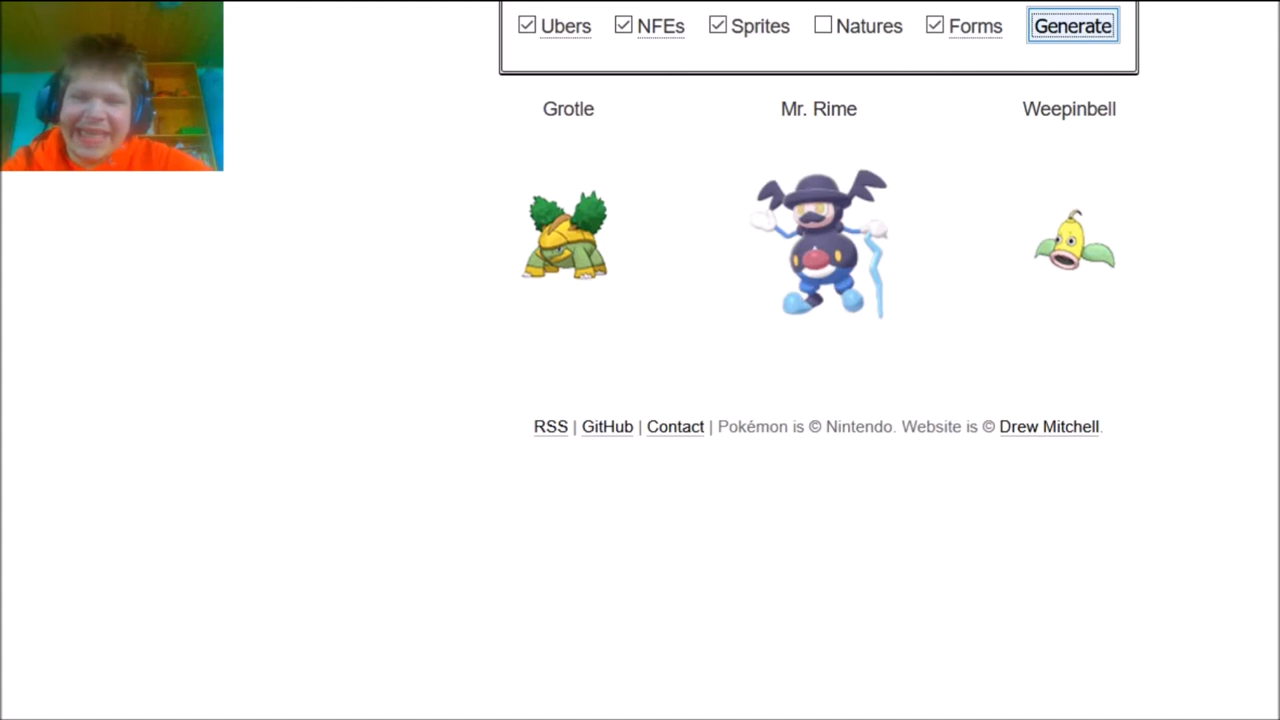 Ubers NFEs Sprites Natures Forms Generate
Grotle Mr. Rime Weepinbell
RSS | GitHub | Contact | Pokémon is © Nintendo. Website is © Drew Mitchell.